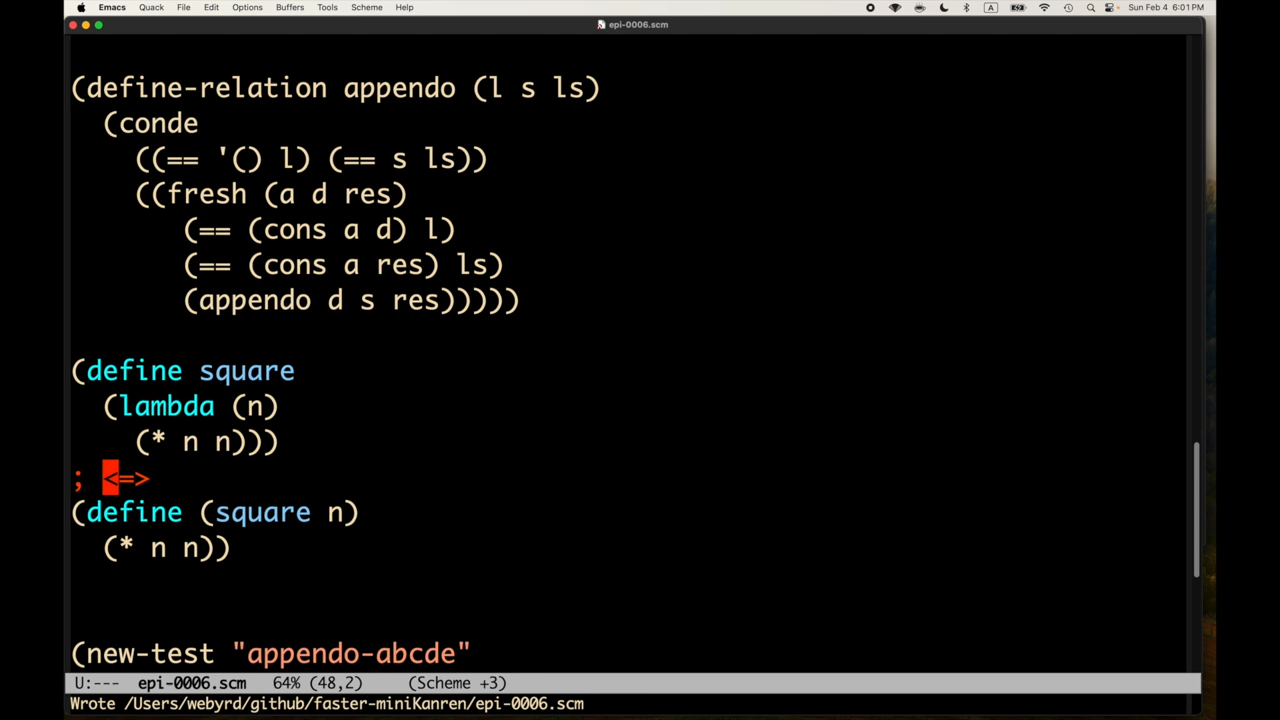 Emacs Quack File Edit Options Buffers Tools Scheme Help A Sun Feb 4 6:01 PM
epi-0006.scm
(define-relation appendo (l s ls)
  (conde
    ((== '() l) (== s ls))
    ((fresh (a d res)
       (== (cons a d) l)
       (== (cons a res) ls)
       (appendo d s res)))))
(define square
  (lambda (n)
    (* n n)))
; <=>
(define (square n)
  (* n n))
(new-test "appendo-abcde"
U:--- epi-0006.scm 64% (48,2) (Scheme +3)
Wrote /Users/webyrd/github/faster-miniKanren/epi-0006.scm